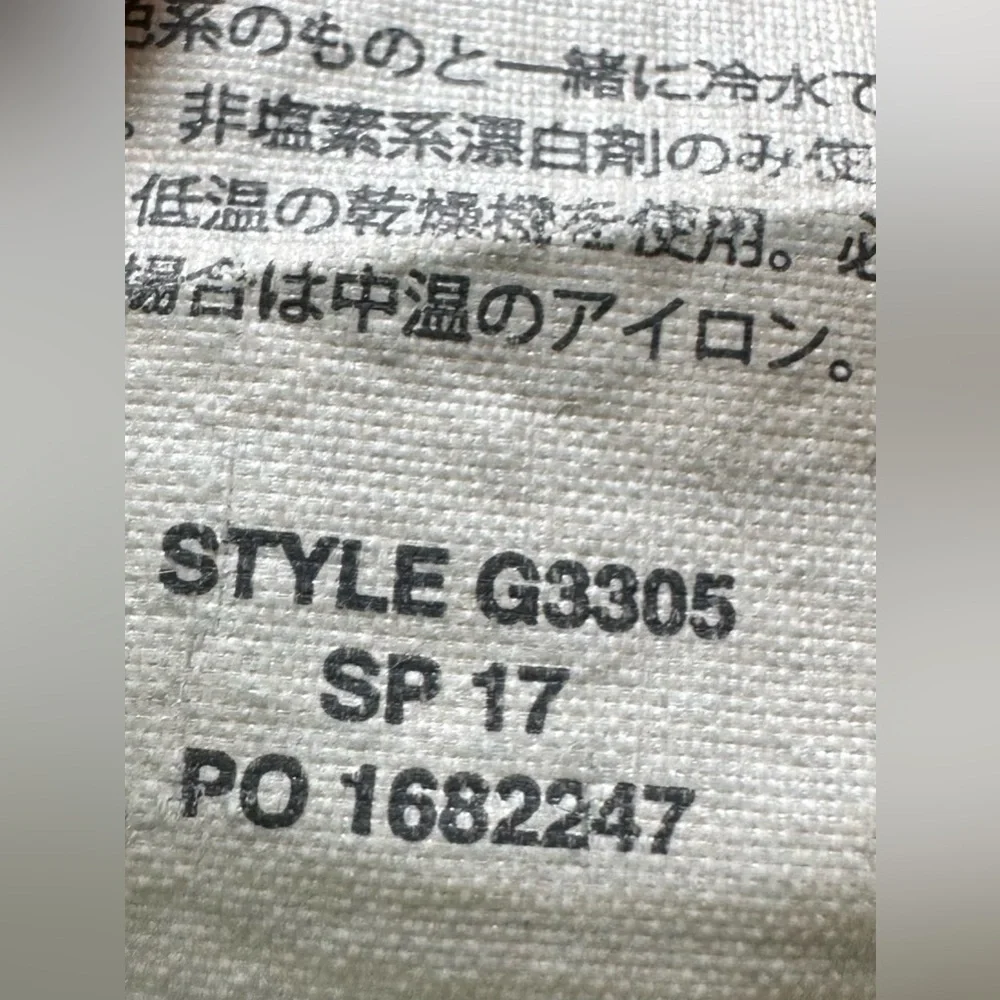 色系のものと一緒に冷水で
。非塩素系漂白剤のみ使
低温の乾燥機を使用。必
場合は中温のアイロン。
STYLE G3305
SP 17
PO 1682247